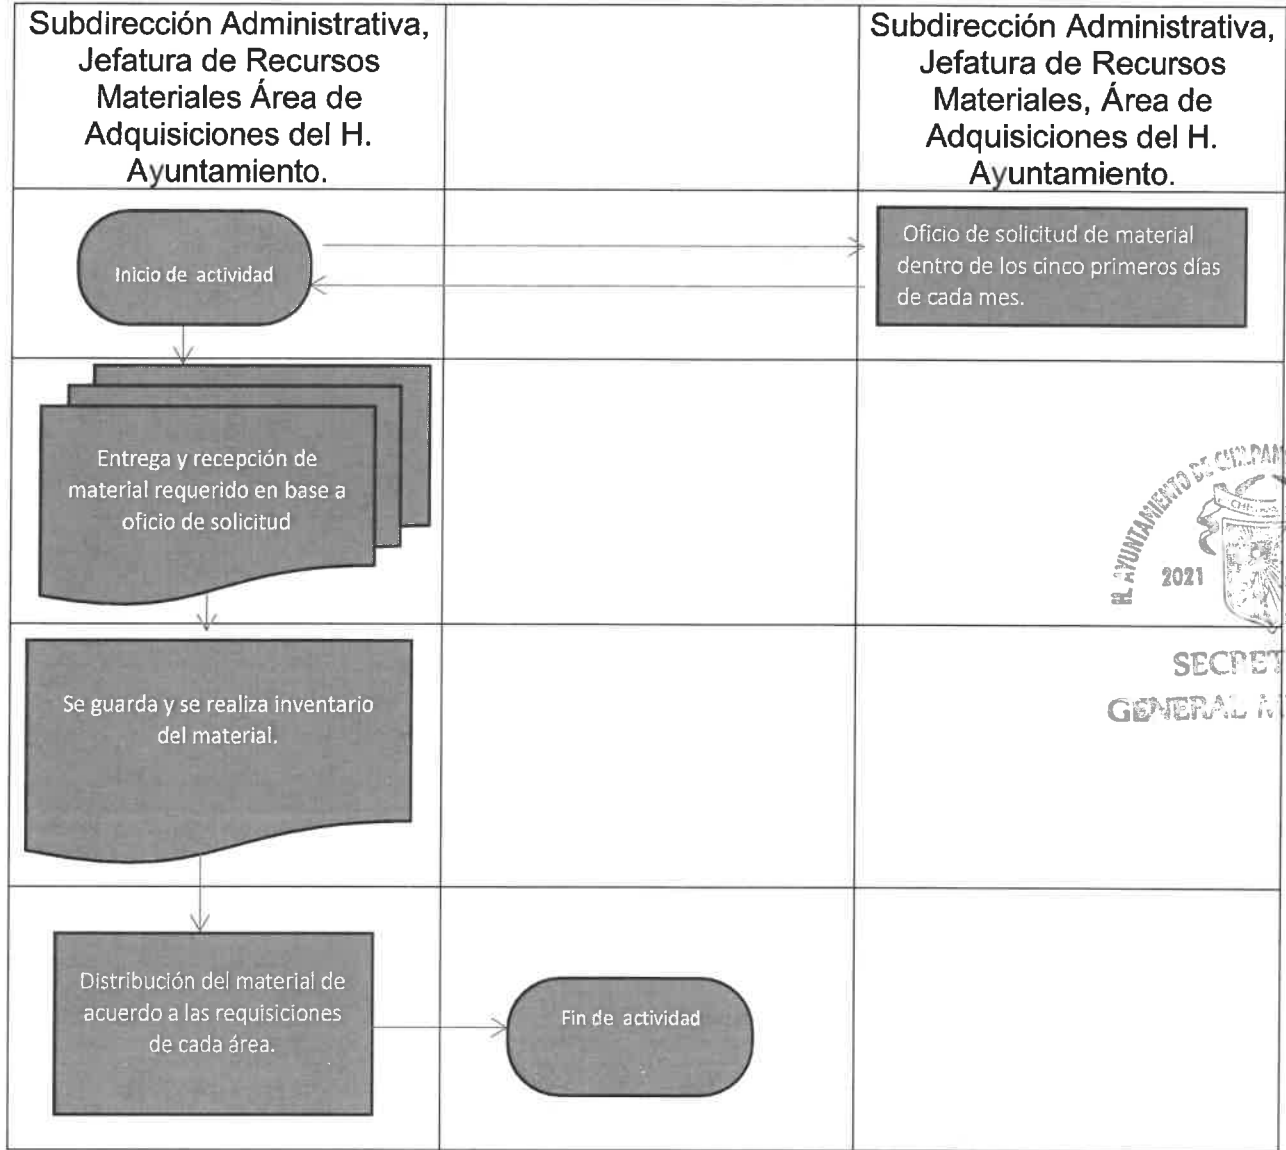 Subdirección Administrativa,
Jefatura de Recursos
Materiales Área de
Adquisiciones del H.
Ayuntamiento.
Subdirección Administrativa,
Jefatura de Recursos
Materiales, Área de
Adquisiciones del H.
Ayuntamiento.
Inicio de actividad
Oficio de solicitud de material
dentro de los cinco primeros días
de cada mes.
Entrega y recepción de
material requerido en base a
oficio de solicitud
H. AYUNTAMIENTO DE
2021
Se guarda y se realiza inventario
del material.
GENERAL
Distribución del material de
acuerdo a las requisiciones
de cada área.
Fin de actividad